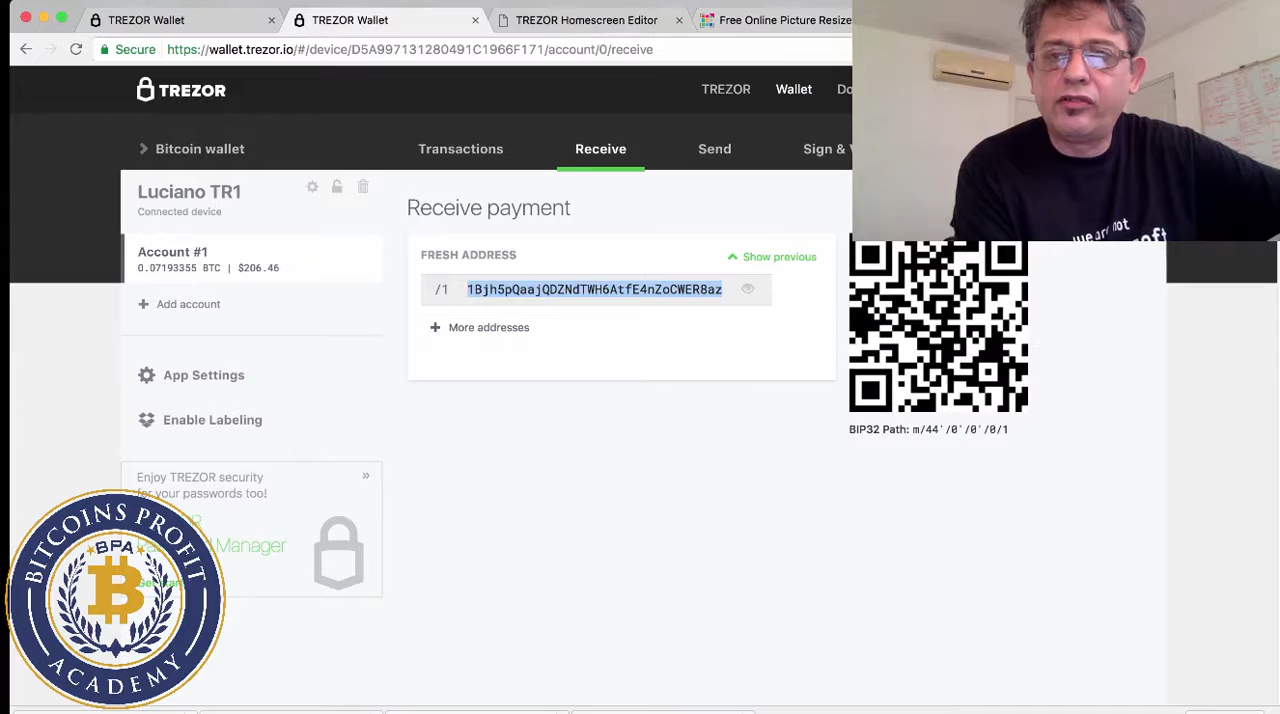 TREZOR Wallet
TREZOR Wallet
TREZOR Homescreen Editor
Free Online Picture Resize
Secure https://wallet.trezor.io/#/device/D5A997131280491C1966F171/account/0/receive
TREZOR
TREZOR Wallet
Bitcoin wallet
Transactions Receive Send Sign &
Luciano TR1
Connected device
Account #1
0.07193355 BTC | $206.46
+ Add account
App Settings
Enable Labeling
Enjoy TREZOR security
for your passwords too!
Manager
Receive payment
FRESH ADDRESS
Show previous
/1 1Bjh5pQaajQDZNdTWH6AtfE4nZoCWER8az
+ More addresses
BIP32 Path: m/44'/0'/0'/0/1
BITCOINS PROFIT
BPA
ACADEMY